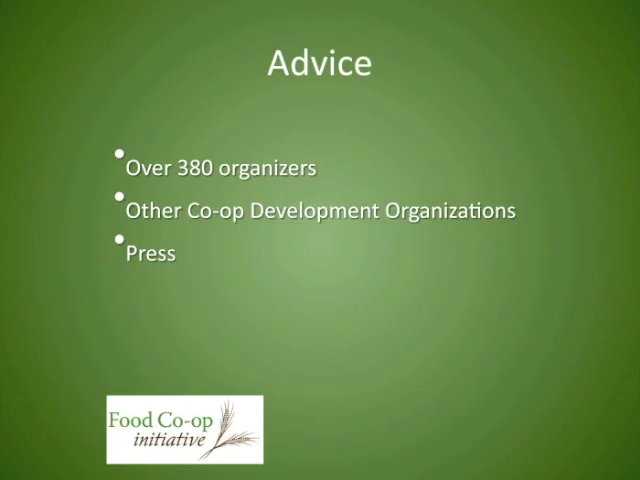 Advice
•Over 380 organizers
•Other Co-op Development Organizations
•Press
Food Co-op
initiative